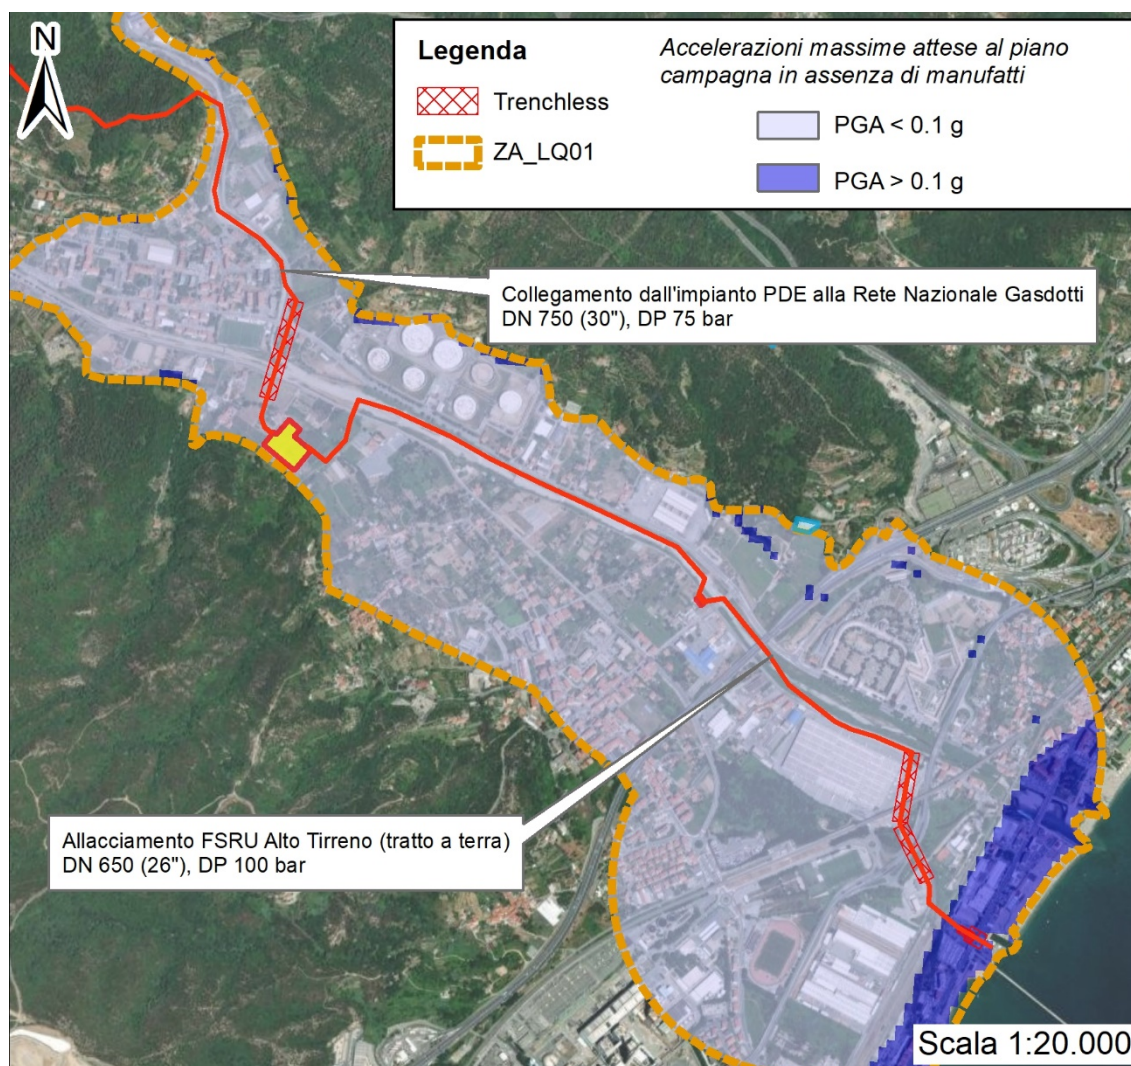 N
Legenda
Trenchless
ZA_LQ01
Accelerazioni massime attese al piano
campagna in assenza di manufatti
PGA < 0.1 g
PGA > 0.1 g
Collegamento dall'impianto PDE alla Rete Nazionale Gasdotti
DN 750 (30"), DP 75 bar
Allacciamento FSRU Alto Tirreno (tratto a terra)
DN 650 (26"), DP 100 bar
Scala 1:20.000